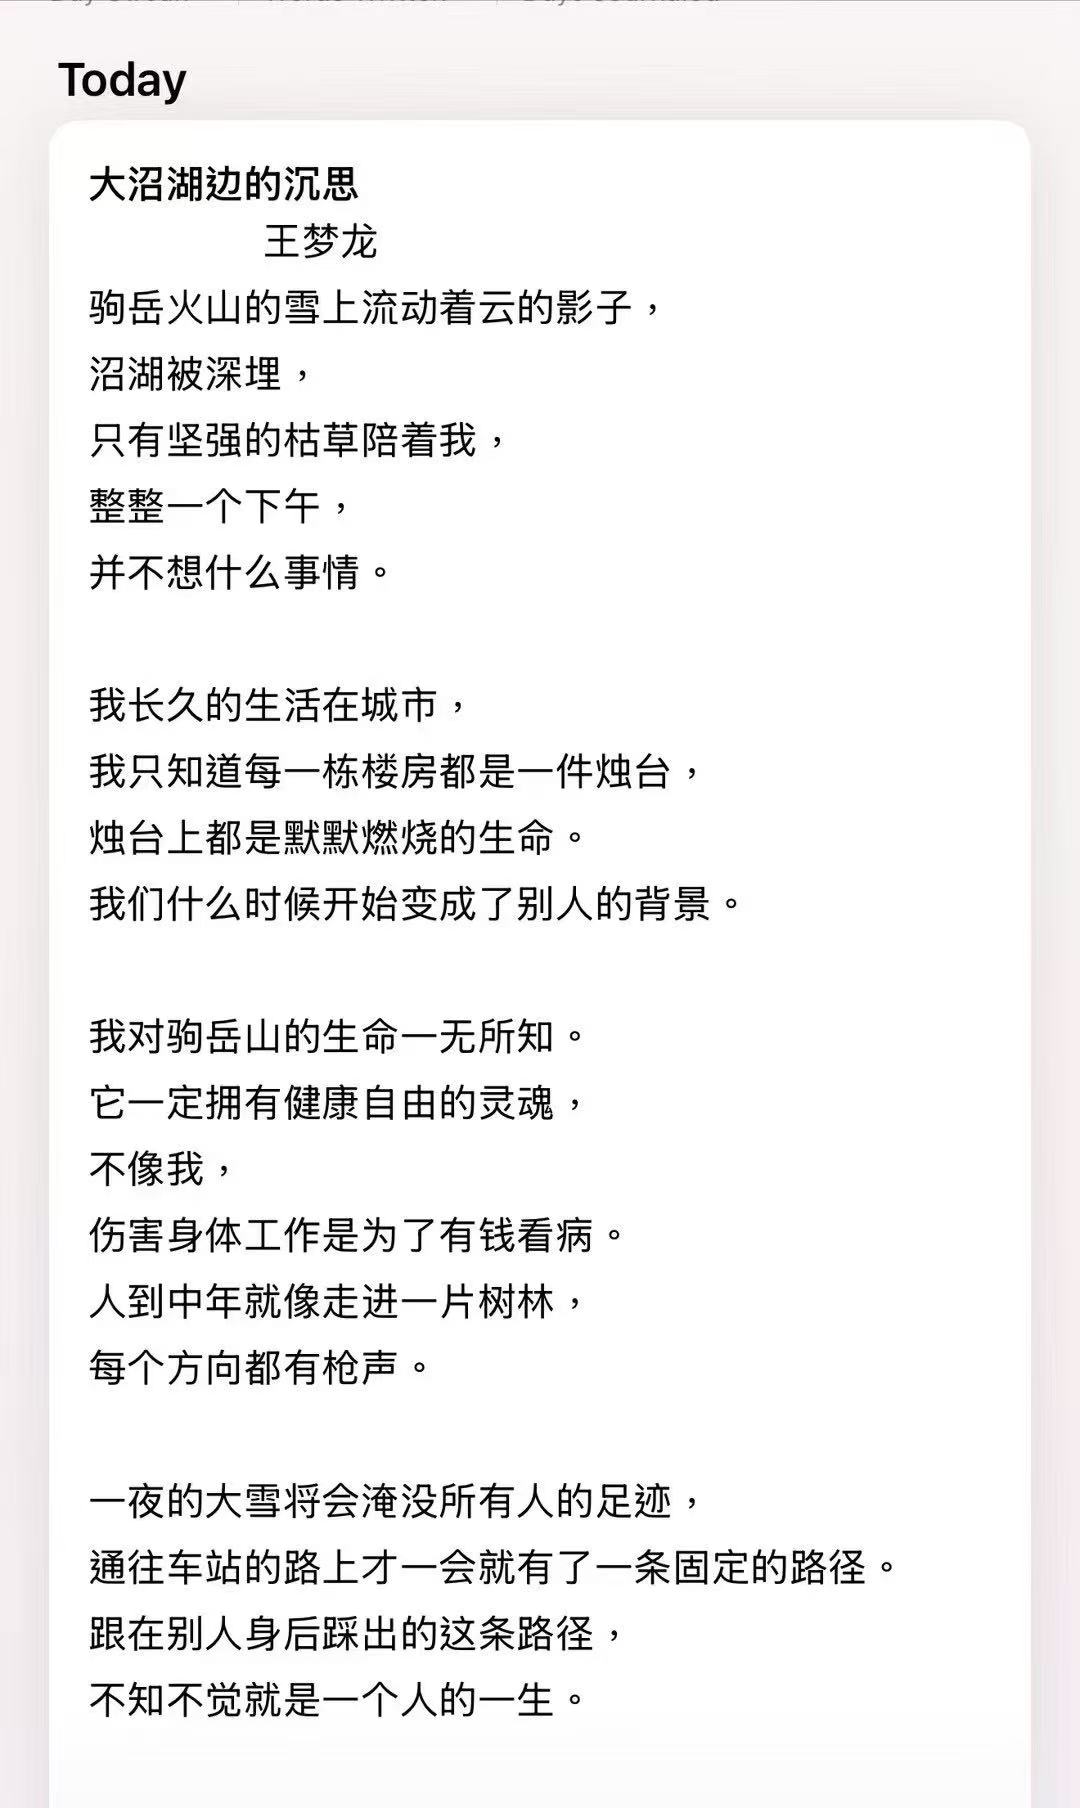 Today
大沼湖边的沉思
王梦龙
驹岳火山的雪上流动着云的影子，
沼湖被深埋，
只有坚强的枯草陪着我，
整整一个下午，
并不想什么事情。
我长久的生活在城市，
我只知道每一栋楼房都是一件烛台，
烛台上都是默默燃烧的生命。
我们什么时候开始变成了别人的背景。
我对驹岳山的生命一无所知。
它一定拥有健康自由的灵魂，
不像我，
伤害身体工作是为了有钱看病。
人到中年就像走进一片树林，
每个方向都有枪声。
一夜的大雪将会淹没所有人的足迹，
通往车站的路上才一会就有了一条固定的路径。
跟在别人身后踩出的这条路径，
不知不觉就是一个人的一生。